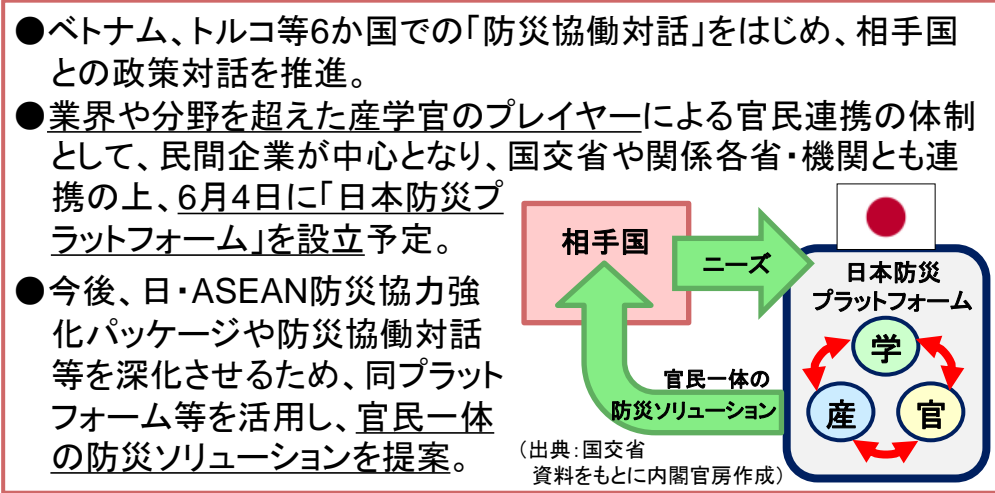 ●ベトナム、トルコ等6か国での「防災協働対話」をはじめ、相手国
との政策対話を推進。
●業界や分野を超えた産学官のプレイヤーによる官民連携の体制
として、民間企業が中心となり、国交省や関係各省・機関とも連
携の上、6月4日に「日本防災プ
ラットフォーム」を設立予定。
●今後、日・ASEAN防災協力強
化パッケージや防災協働対話
等を深化させるため、同プラット
フォーム等を活用し、官民一体
の防災ソリューションを提案。
相手国
ニーズ
日本防災
プラットフォーム
学
産
官
官民一体の
防災ソリューション
（出典：国交省
資料をもとに内閣官房作成）